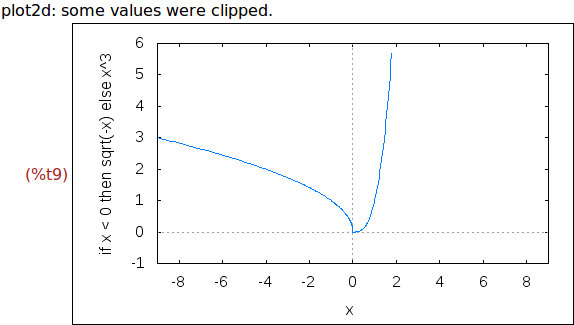 plot2d: some values were clipped.
(%t9)
if x < 0 then sqrt(-x) else x^3
6
5
4
3
2
1
0
-1
-8 -6 -4 -2 0 2 4 6 8
x